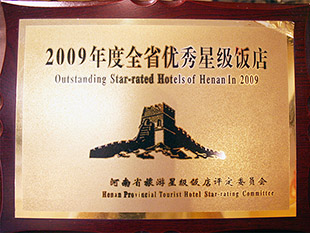 2009年度全省优秀星级饭店
Outstanding Star-rated Hotels of Henan In 2009
河南省旅游星级饭店评定委员会
Henan Provincial Tourist Hotel Star-rating Committee